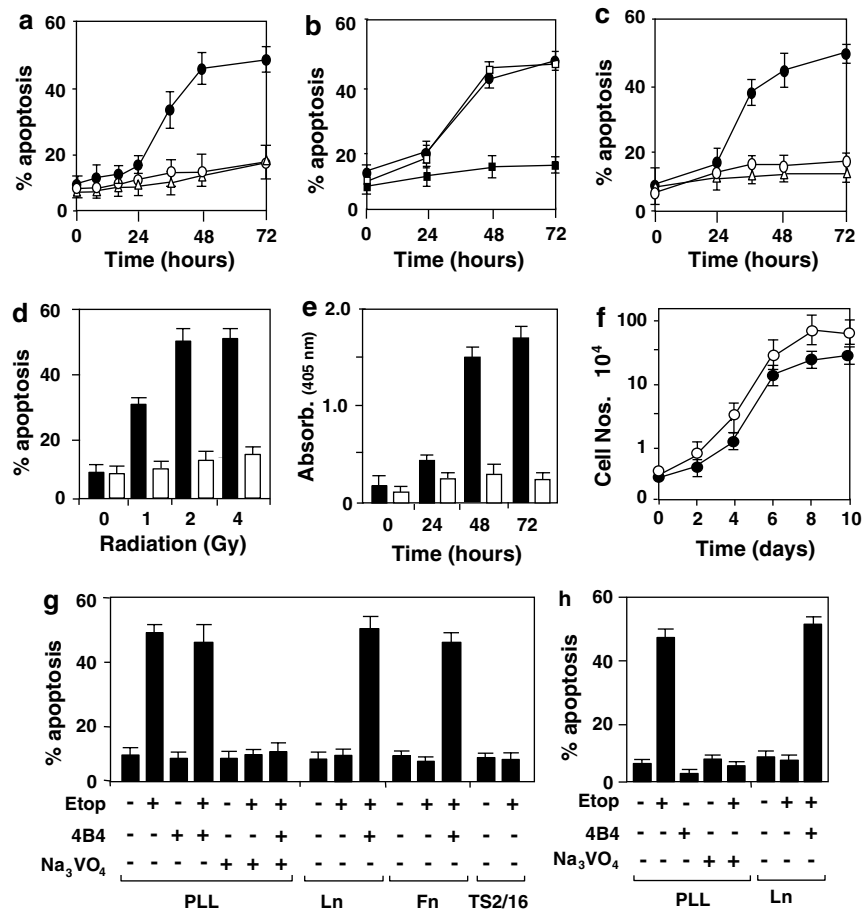 a
b
c
% apoptosis
60
40
20
0
0 24 48 72
Time (hours)
% apoptosis
60
40
20
0
0 24 48 72
Time (hours)
% apoptosis
60
40
20
0
0 24 48 72
Time (hours)
d
e
f
% apoptosis
60
40
20
0
0 1 2 4
Radiation (Gy)
Absorb. (405 nm)
2.0
1.0
0
0 24 48 72
Time (hours)
Cell Nos. 10^4
100
10
1
0
0 2 4 6 8 10
Time (days)
g
% apoptosis
60
40
20
0
Etop - + - + - + + - + + - + + - +
4B4 - - + + - - + - - + - - + - -
Na3VO4 - - - - + + + - - - - - - - -
PLL Ln Fn TS2/16
h
% apoptosis
60
40
20
0
Etop - + - - + - + +
4B4 - - + - - - - +
Na3VO4 - - - + + - - -
PLL Ln